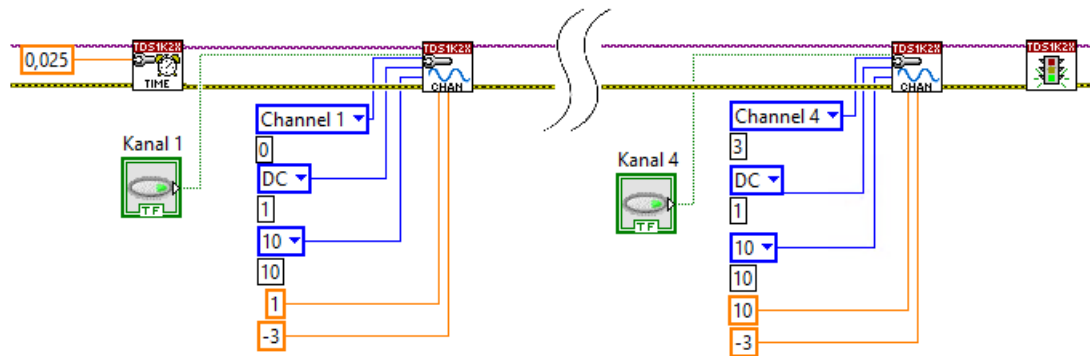 TDS1K2X
TDS1K2X
TDS1K2X
TDS1K2X
0,025
TIME
CHAN
CHAN
Channel 1
Channel 4
Kanal 1
0
Kanal 4
3
DC
DC
TF
1
TF
1
10
10
10
10
1
10
-3
-3